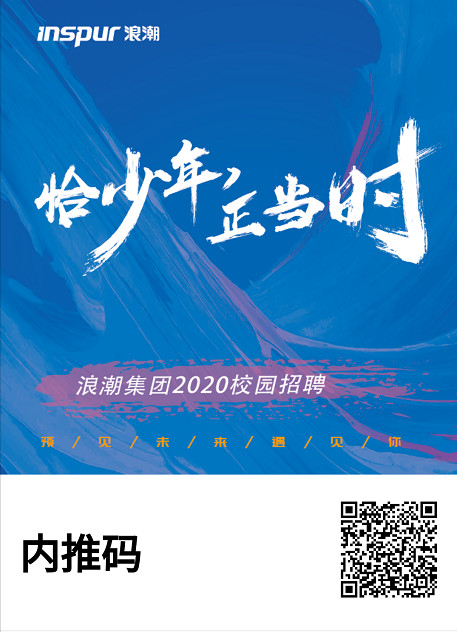 inspur 浪潮
恰少年，
正当时
浪潮集团2020校园招聘
预/见/未/来/遇/见/你
内推码